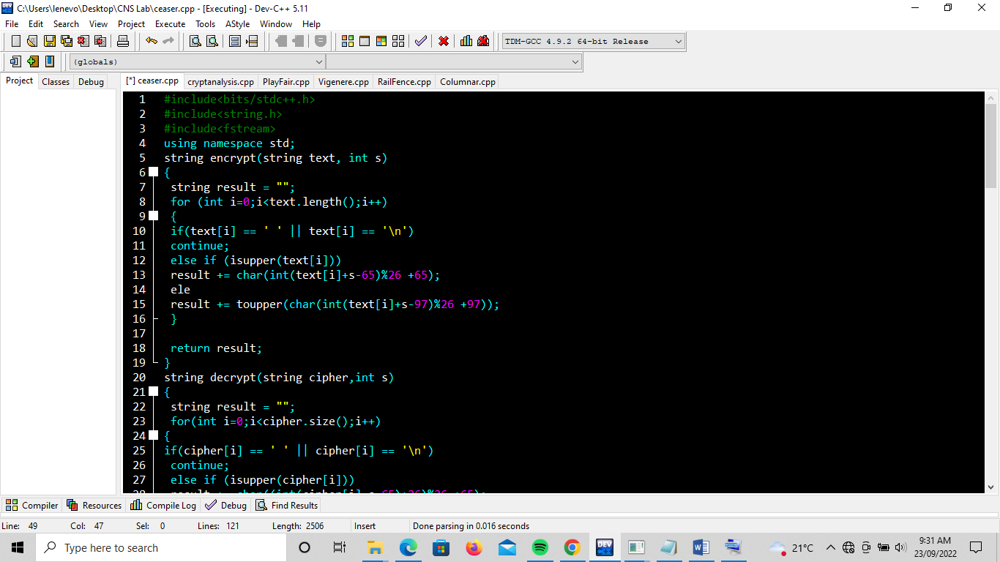 C:\Users\lenevo\Desktop\CNS Lab\ceaser.cpp - [Executing] - Dev-C++ 5.11
File Edit Search View Project Execute Tools AStyle Window Help
TDM-GCC 4.9.2 64-bit Release
(globals)
Project Classes Debug [*] ceaser.cpp cryptanalysis.cpp PlayFair.cpp Vigenere.cpp RailFence.cpp Columnar.cpp
1 #include<bits/stdc++.h>
2 #include<string.h>
3 #include<fstream>
4 using namespace std;
5 string encrypt(string text, int s)
6 {
7 string result = "";
8 for (int i=0;i<text.length();i++)
9 {
10 if(text[i] == ' ' || text[i] == '\n')
11 continue;
12 else if (isupper(text[i]))
13 result += char(int(text[i]+s-65)%26 +65);
14 ele
15 result += toupper(char(int(text[i]+s-97)%26 +97));
16 }
17
18 return result;
19 }
20 string decrypt(string cipher,int s)
21 {
22 string result = "";
23 for(int i=0;i<cipher.size();i++)
24 {
25 if(cipher[i] == ' ' || cipher[i] == '\n')
26 continue;
27 else if (isupper(cipher[i]))
Compiler Resources Compile Log Debug Find Results
Line: 49 Col: 47 Sel: 0 Lines: 121 Length: 2506 Insert Done parsing in 0.016 seconds
Type here to search
DEV
21°C
9:31 AM
23/09/2022